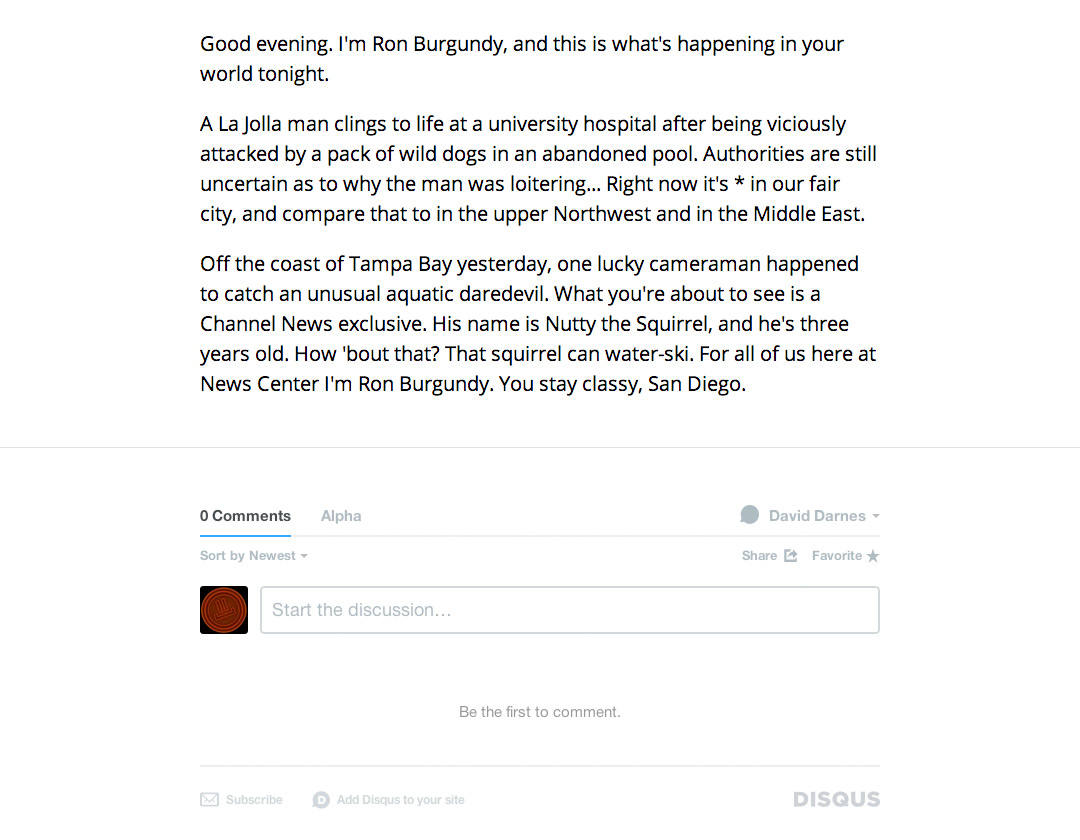 Good evening. I'm Ron Burgundy, and this is what's happening in your
world tonight.
A La Jolla man clings to life at a university hospital after being viciously
attacked by a pack of wild dogs in an abandoned pool. Authorities are still
uncertain as to why the man was loitering... Right now it's * in our fair
city, and compare that to in the upper Northwest and in the Middle East.
Off the coast of Tampa Bay yesterday, one lucky cameraman happened
to catch an unusual aquatic daredevil. What you're about to see is a
Channel News exclusive. His name is Nutty the Squirrel, and he's three
years old. How 'bout that? That squirrel can water-ski. For all of us here at
News Center I'm Ron Burgundy. You stay classy, San Diego.
0 Comments Alpha David Darnes
Sort by Newest Share Favorite
Start the discussion…
Be the first to comment.
Subscribe D Add Disqus to your site DISQUS